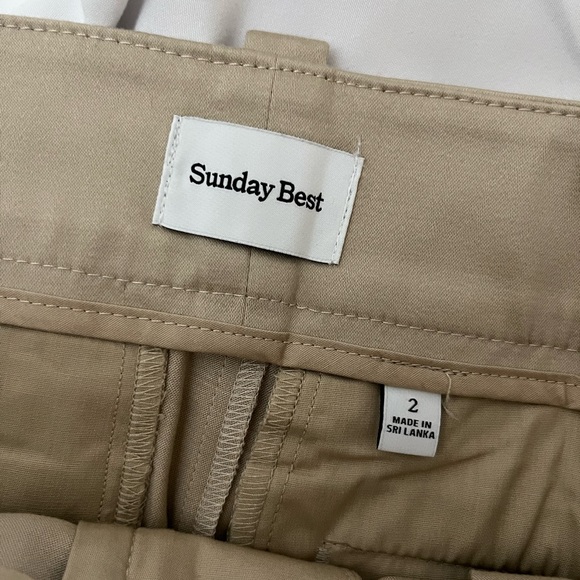 Sunday Best
2
MADE IN
SRI LANKA